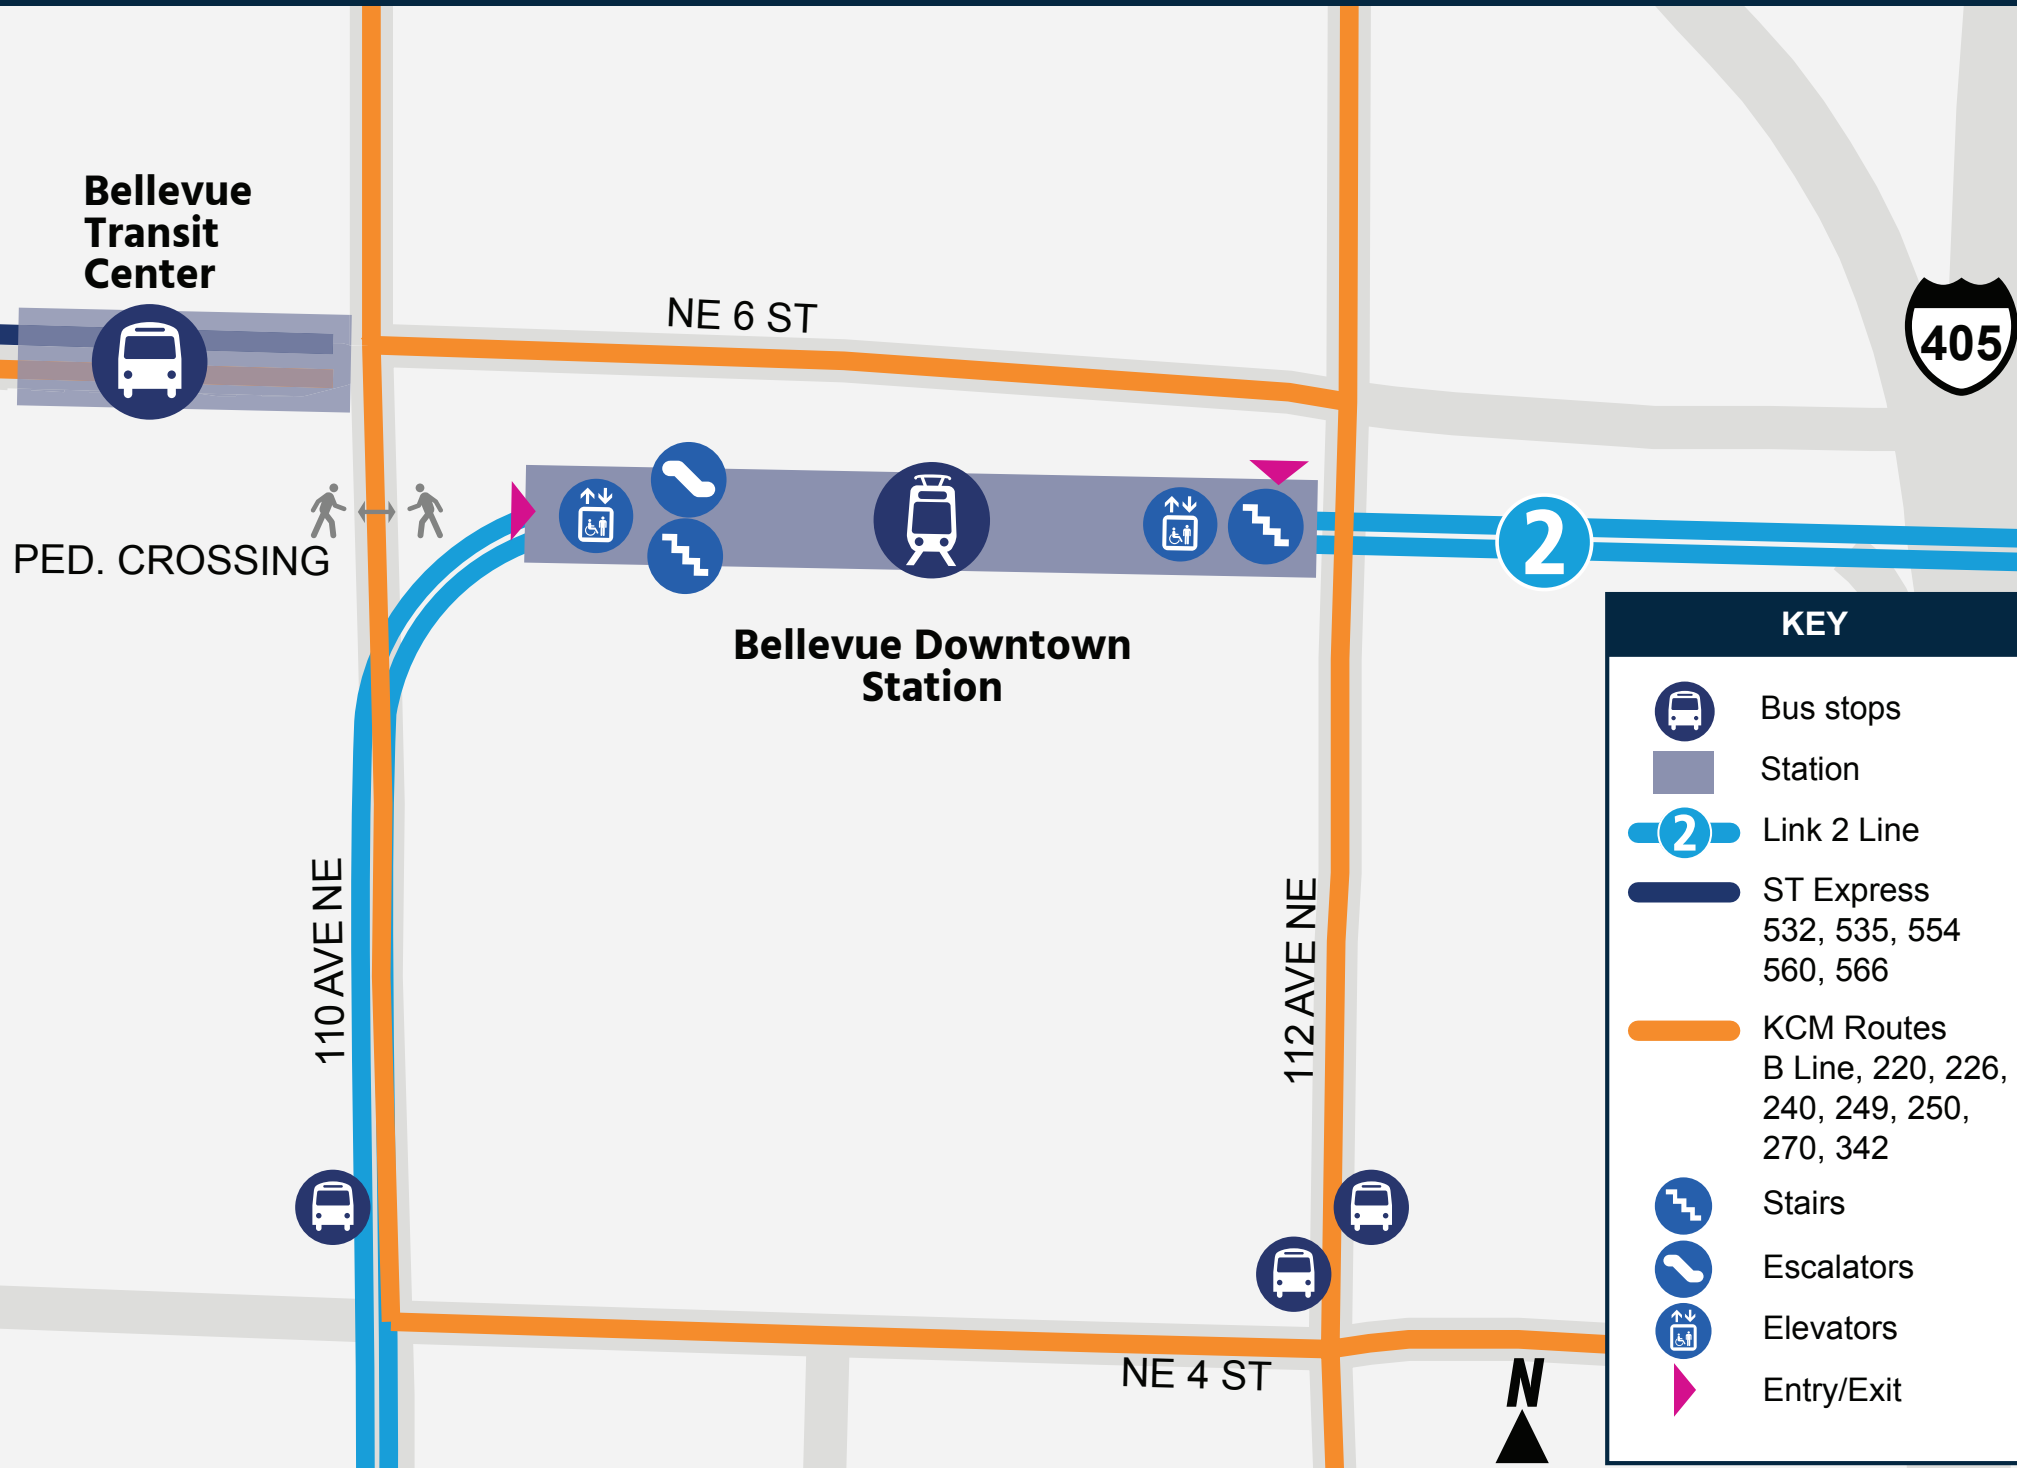 Bellevue
Transit
Center
NE 6 ST
405
PED. CROSSING
2
Bellevue Downtown
Station
110 AVE NE
112 AVE NE
NE 4 ST
N
KEY
Bus stops
Station
2 Link 2 Line
ST Express
532, 535, 554
560, 566
KCM Routes
B Line, 220, 226,
240, 249, 250,
270, 342
Stairs
Escalators
Elevators
Entry/Exit